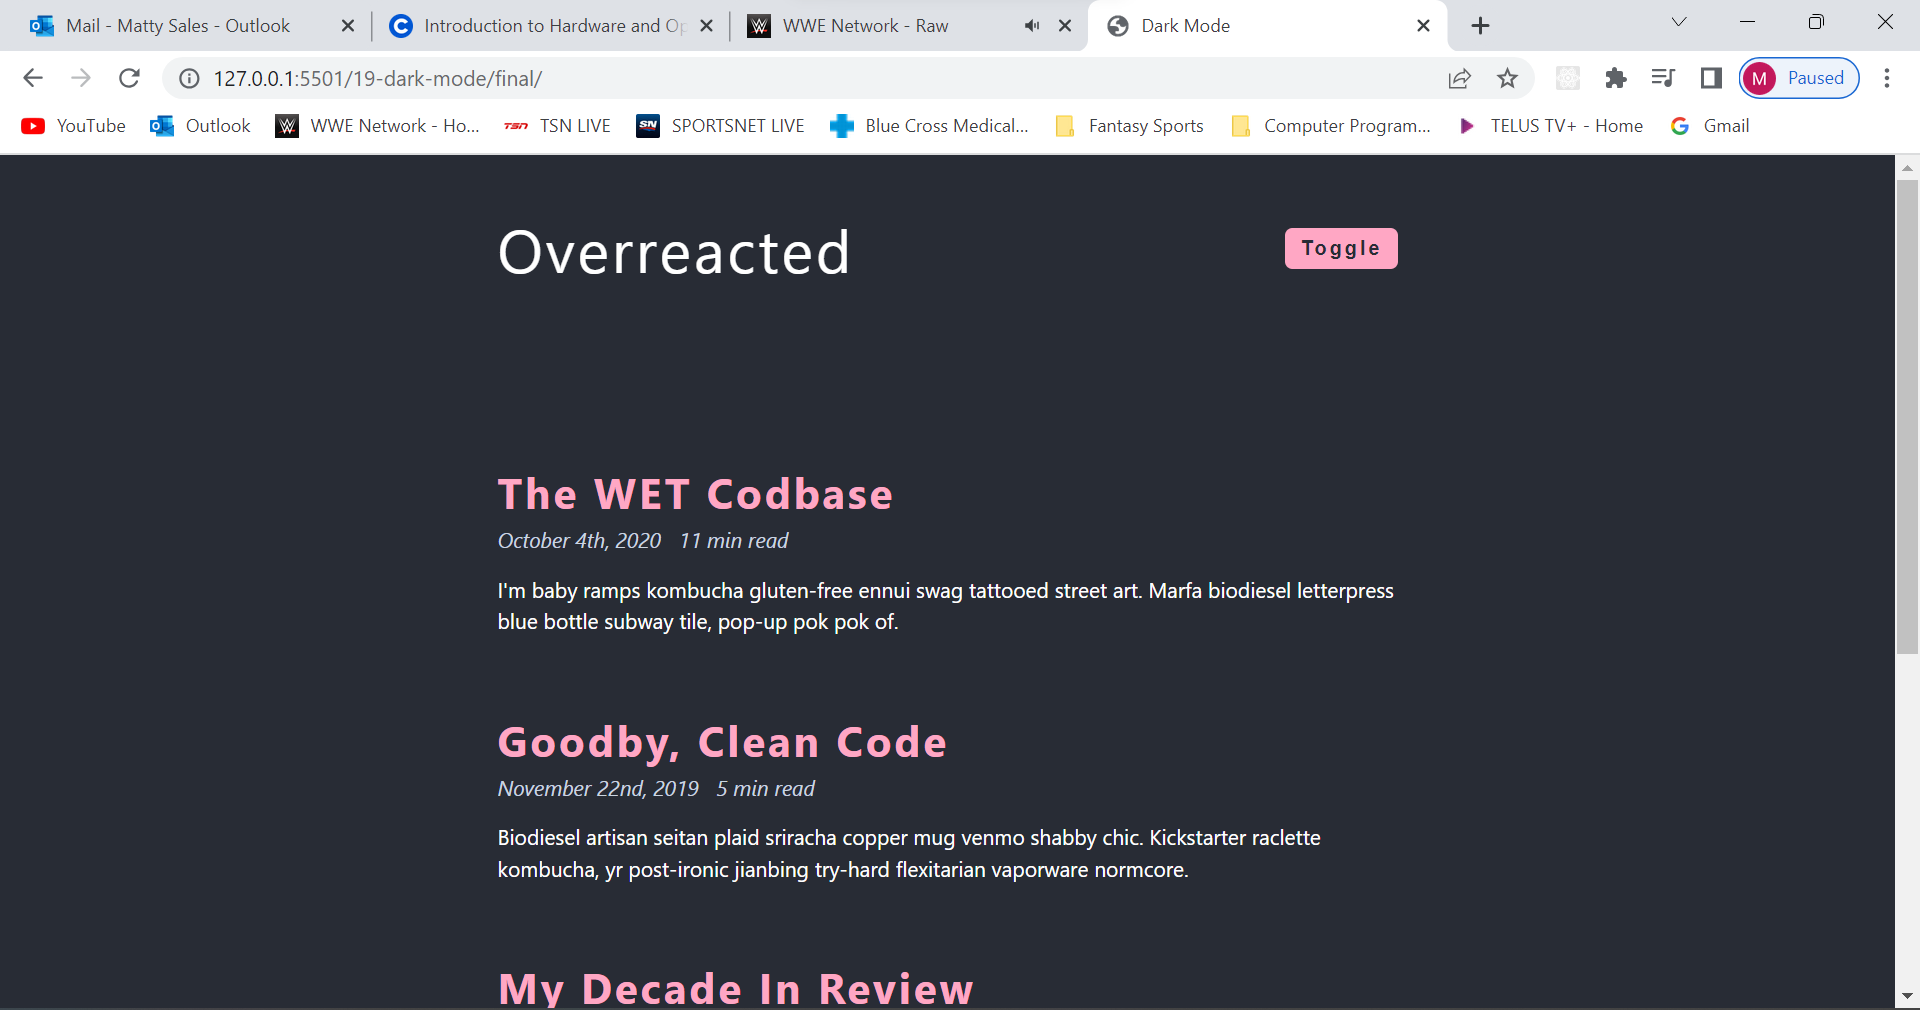 Mail - Matty Sales - Outlook
Introduction to Hardware and Op
WWE Network - Raw
Dark Mode
127.0.0.1:5501/19-dark-mode/final/
M Paused
YouTube Outlook WWE Network - Ho... TSN TSN LIVE SN SPORTSNET LIVE Blue Cross Medical... Fantasy Sports Computer Program... TELUS TV+ - Home Gmail
Overreacted
Toggle
The WET Codbase
October 4th, 2020 11 min read
I'm baby ramps kombucha gluten-free ennui swag tattooed street art. Marfa biodiesel letterpress
blue bottle subway tile, pop-up pok pok of.
Goodby, Clean Code
November 22nd, 2019 5 min read
Biodiesel artisan seitan plaid sriracha copper mug venmo shabby chic. Kickstarter raclette
kombucha, yr post-ironic jianbing try-hard flexitarian vaporware normcore.
My Decade In Review